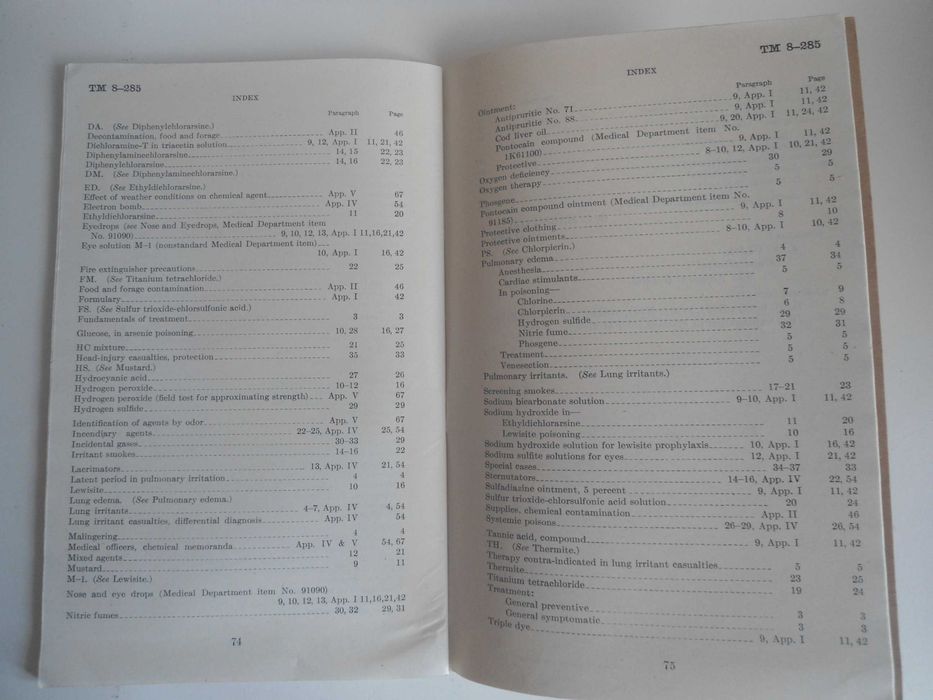 TM 8–285
INDEX
Paragraph Page
DA. (See Diphenylchlorarsine.)
Decontamination, food and forage App. II 46
Dichloramine-T in triacetin solution 9, 12, App. I 11, 21, 42
Diphenylaminechlorarsine 14, 15 22, 23
Diphenylchlorarsine 14, 16 22, 23
DM. (See Diphenylaminechlorarsine.)
ED. (See Ethyldichlorarsine.)
Effect of weather conditions on chemical agent App. V 67
Electron bomb App. IV 54
Ethyldichlorarsine 11 20
Eyedrops (see Nose and Eyedrops, Medical Department item
No. 91090) 9, 10, 12, 13, App. I 11,16,21,42
Eye solution M–1 (nonstandard Medical Department item)
10, App. I 16, 42
Fire extinguisher precautions 22 25
FM. (See Titanium tetrachloride.)
Food and forage contamination App. II 46
Formulary App. I 42
FS. (See Sulfur trioxide-chlorsulfonic acid.)
Fundamentals of treatment 3 3
Glucose, in arsenic poisoning 10, 28 16, 27
HC mixture 21 25
Head-injury casualties, protection 35 33
HS. (See Mustard.)
Hydrocyanic acid 27 26
Hydrogen peroxide 10–12 16
Hydrogen peroxide (field test for approximating strength) App. V 67
Hydrogen sulfide 29 29
Identification of agents by odor App. V 67
Incendiary agents 22–25, App. IV 25, 54
Incidental gases 30–33 29
Irritant smokes 14–16 22
Lacrimators 13, App. IV 21, 54
Latent period in pulmonary irritation 4 4
Lewisite 10 16
Lung edema. (See Pulmonary edema.)
Lung irritants 4–7, App. IV 4, 54
Lung irritant casualties, differential diagnosis App. IV 54
Malingering 4 4
Medical officers, chemical memoranda App. IV & V 54, 67
Mixed agents 12 21
Mustard 9 11
M–1. (See Lewisite.)
Nose and eye drops (Medical Department item No. 91090)
9, 10, 12, 13, App. I 11,16,21,42
Nitric fumes 30, 32 29, 31
74
TM 8–285
INDEX
Paragraph Page
Ointment:
Antipruritic No. 71 9, App. I 11, 42
Antipruritic No. 88 9, App. I 11, 42
Cod liver oil 9, 20, App. I 11, 24, 42
Pontocain compound (Medical Department item No.
1K61100) 9, App. I 11, 42
Protective 8–10, 12, App. I 10, 21, 42
Oxygen deficiency 30 29
Oxygen therapy 5 5
Phosgene 5 5
Pontocain compound ointment (Medical Department item No.
91185) 9, App. I 11, 42
Protective clothing 8 10
Protective ointments 8–10, App. I 10, 42
PS. (See Chlorpicrin.)
Pulmonary edema 4 4
Anesthesia 37 34
Cardiac stimulants 5 5
In poisoning—
Chlorine 7 9
Chlorpicrin 6 8
Hydrogen sulfide 29 29
Nitric fume 32 31
Phosgene 5 5
Treatment 5 5
Venesection 5 5
Pulmonary irritants. (See Lung irritants.)
Screening smokes 17–21 23
Sodium bicarbonate solution 9–10, App. I 11, 42
Sodium hydroxide in—
Ethyldichlorarsine 11 20
Lewisite poisoning 10 16
Sodium hydroxide solution for lewisite prophylaxis 10, App. I 16, 42
Sodium sulfite solutions for eyes 12, App. I 21, 42
Special cases 34–37 33
Sternutators 14–16, App. IV 22, 54
Sulfadiazine ointment, 5 percent 9, App. I 11, 42
Sulfur trioxide-chlorsulfonic acid solution 20 24
Supplies, chemical contamination App. II 46
Systemic poisons 26–29, App. IV 26, 54
Tannic acid, compound 9, App. I 11, 42
TH. (See Thermite.)
Therapy contra-indicated in lung irritant casualties 5 5
Thermite 23 25
Titanium tetrachloride 19 24
Treatment:
General preventive 3 3
General symptomatic 3 3
Triple dye 9, App. I 11, 42
75